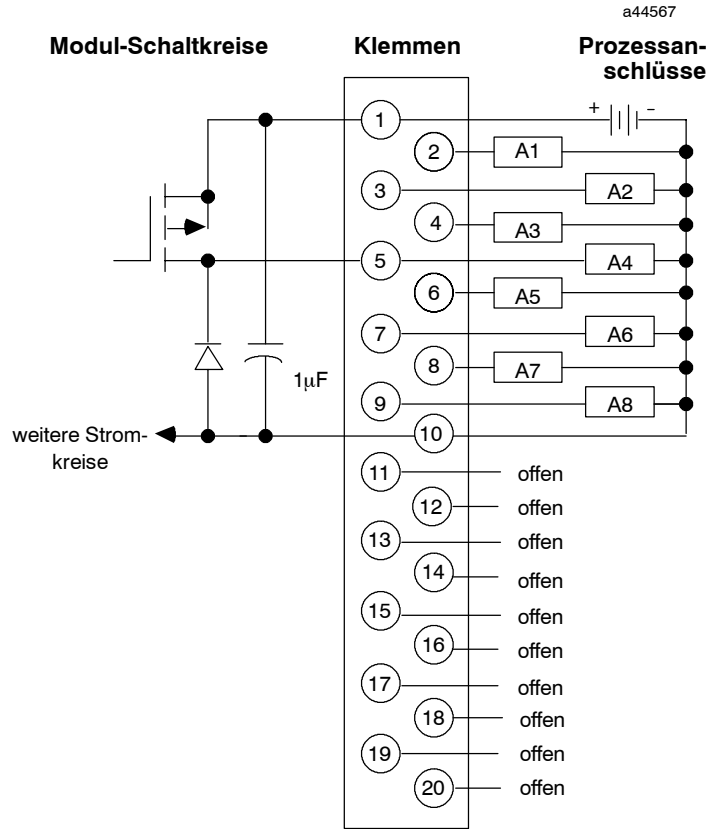 a44567
Modul-Schaltkreise
Klemmen
Prozessan-
schlüsse
1
+ −
2
A1
3
A2
4
A3
5
A4
6
A5
7
A6
8
A7
1µF
9
A8
weitere Strom-
kreise
10
11
offen
12
offen
13
offen
14
offen
15
offen
16
offen
17
offen
18
offen
19
offen
20
offen